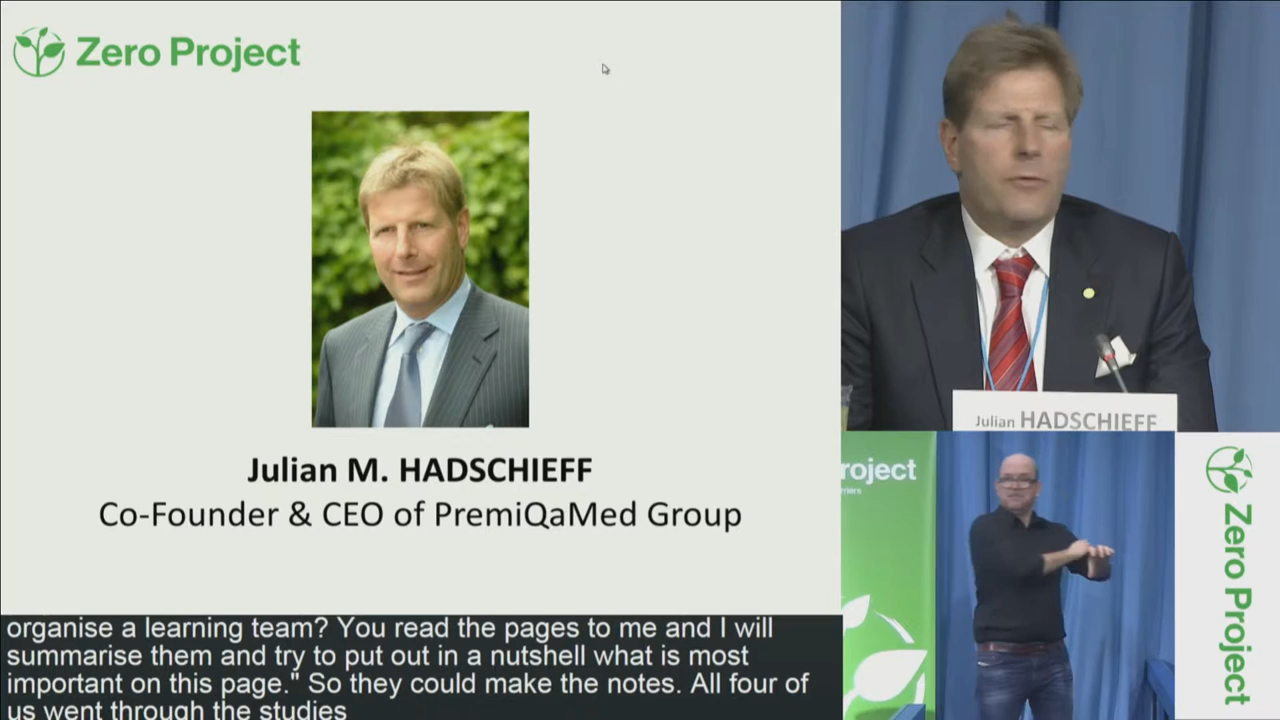 Zero Project
Julian M. HADSCHIEFF
Co-Founder & CEO of PremiQaMed Group
organise a learning team? You read the pages to me and I will
summarise them and try to put out in a nutshell what is most
important on this page." So they could make the notes. All four of
us went through the studies
Julian HADSCHIEFF
roject
Zero Project